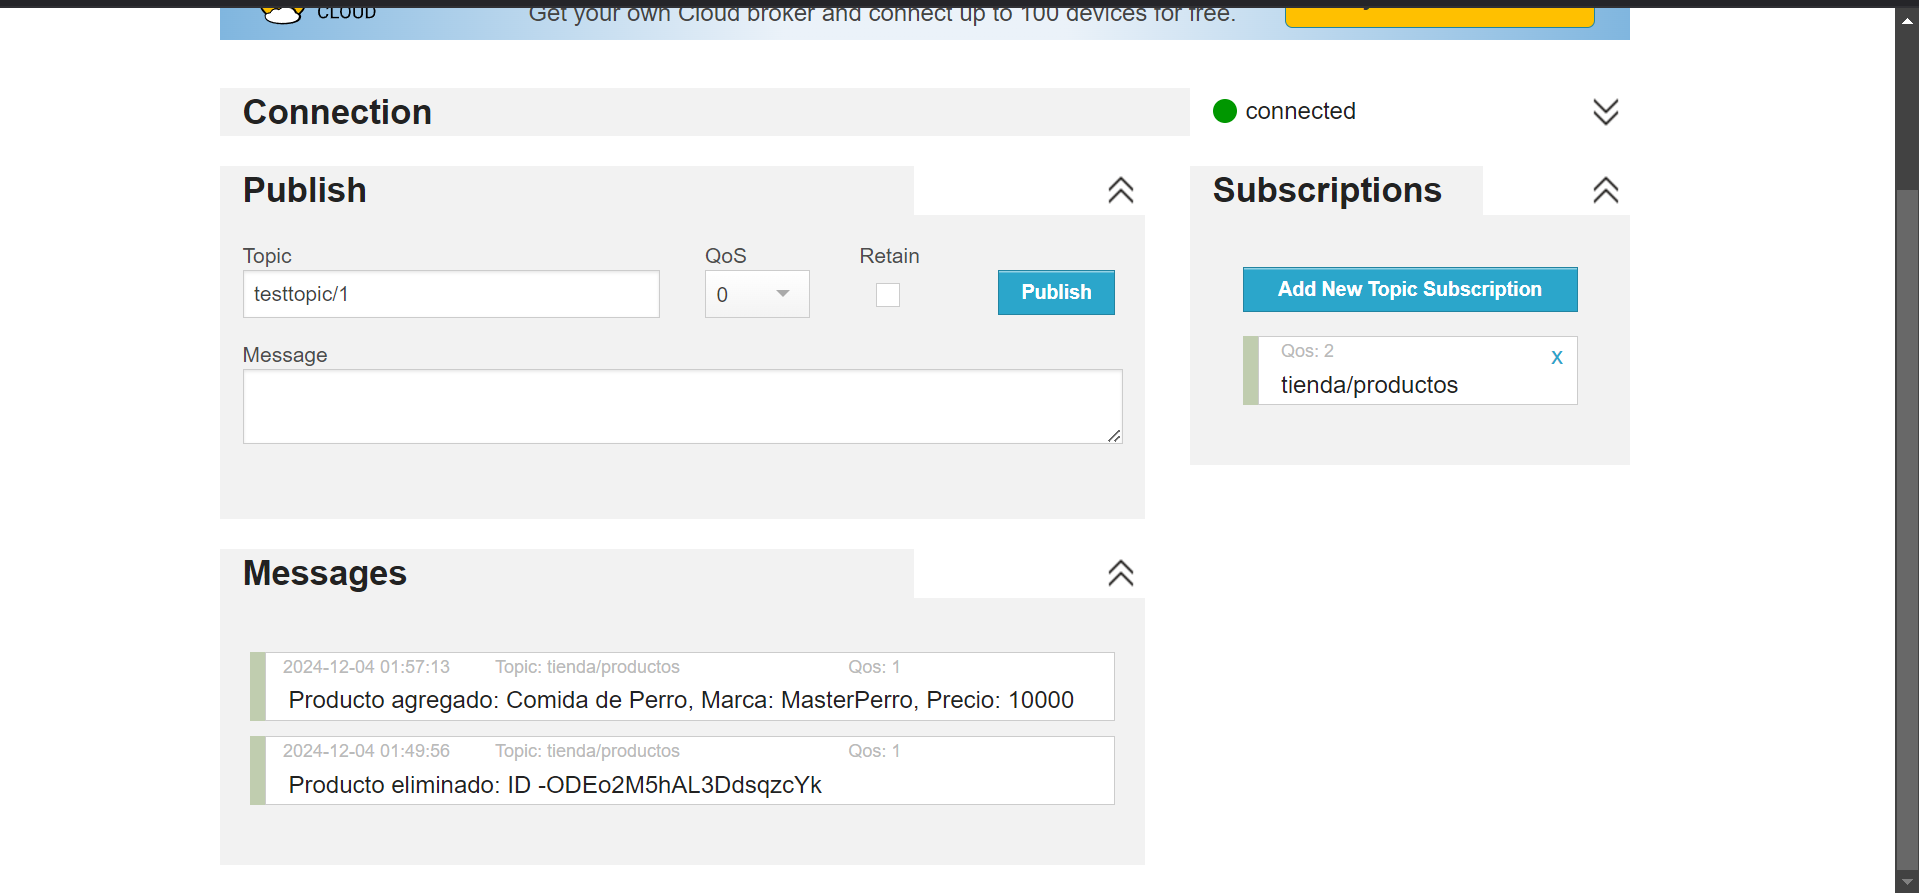 CLOUD
Get your own Cloud broker and connect up to 100 devices for free.
Connection
connected
Publish
Subscriptions
Topic
QoS
Retain
testtopic/1
0
Publish
Add New Topic Subscription
Message
Qos: 2
x
tienda/productos
Messages
2024-12-04 01:57:13 Topic: tienda/productos Qos: 1
Producto agregado: Comida de Perro, Marca: MasterPerro, Precio: 10000
2024-12-04 01:49:56 Topic: tienda/productos Qos: 1
Producto eliminado: ID -ODEo2M5hAL3DdsqzcYk